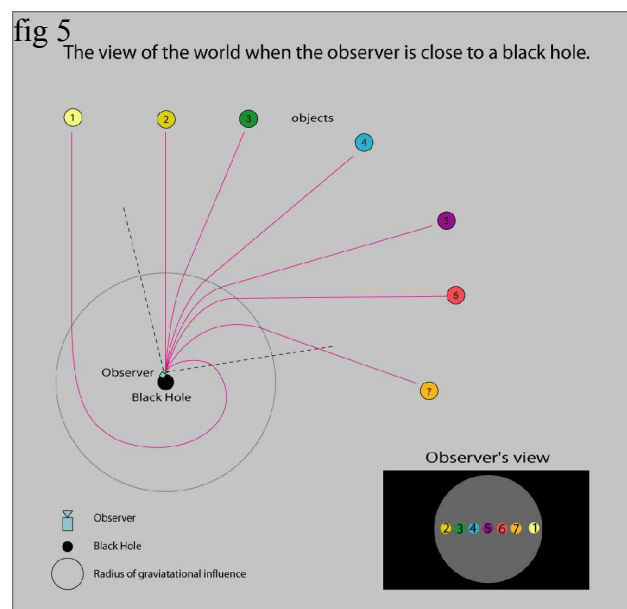 fig 5
The view of the world when the observer is close to a black hole.
1
2
3
objects
4
5
6
7
Observer
Black Hole
Observer's view
2 3 4 5 6 7 1
Observer
Black Hole
Radius of graviatational influence